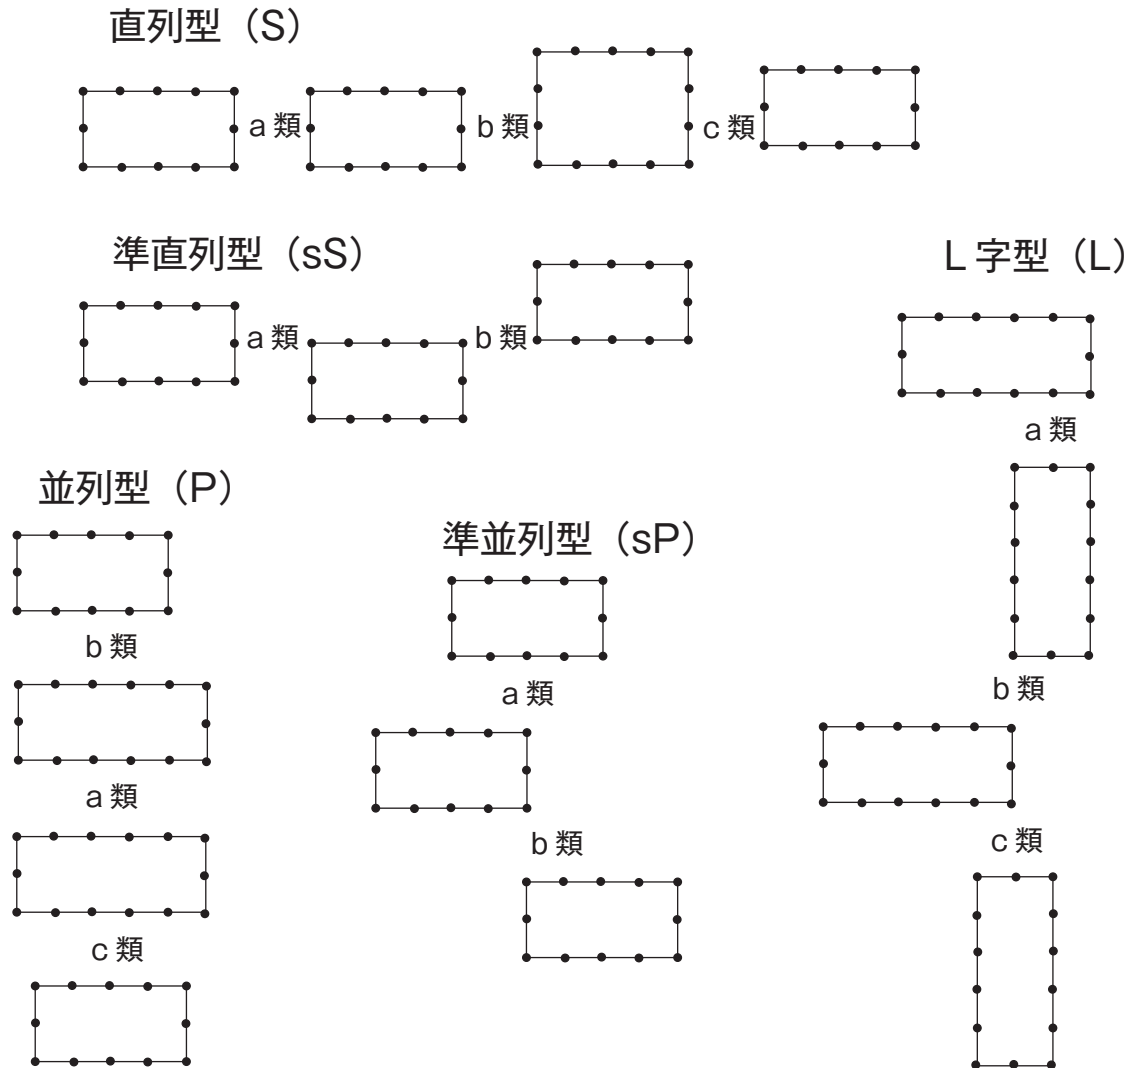 直列型（S）
a 類
b 類
c 類
準直列型（sS）
a 類
b 類
L 字型（L）
a 類
b 類
c 類
並列型（P）
b 類
a 類
c 類
準並列型（sP）
a 類
b 類